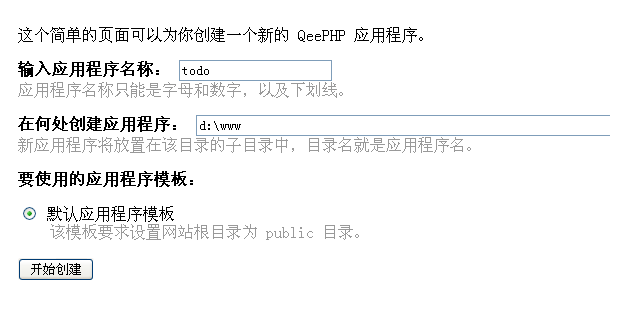 这个简单的页面可以为你创建一个新的 QeePHP 应用程序。
输入应用程序名称： todo
应用程序名称只能是字母和数字，以及下划线。
在何处创建应用程序： d:\www
新应用程序将放置在该目录的子目录中，目录名就是应用程序名。
要使用的应用程序模板：
默认应用程序模板
该模板要求设置网站根目录为 public 目录。
开始创建